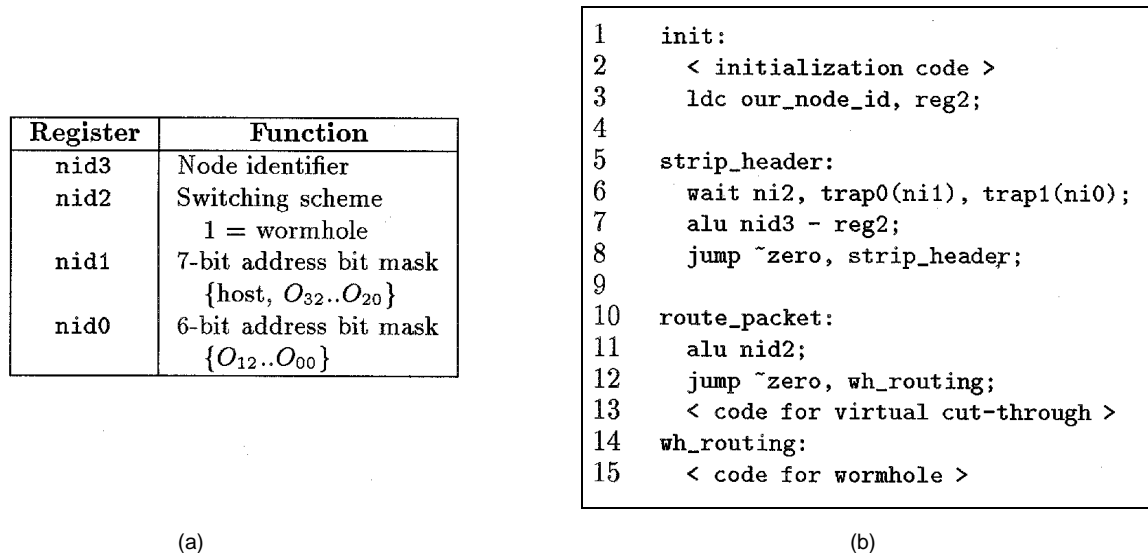 Register Function
nid3 Node identifier
nid2 Switching scheme
1 = wormhole
nid1 7-bit address bit mask
{host, O32..O20}
nid0 6-bit address bit mask
{O12..O00}
(a)
1 init:
2 < initialization code >
3 ldc our_node_id, reg2;
4
5 strip_header:
6 wait ni2, trap0(ni1), trap1(ni0);
7 alu nid3 - reg2;
8 jump ~zero, strip_header;
9
10 route_packet:
11 alu nid2;
12 jump ~zero, wh_routing;
13 < code for virtual cut-through >
14 wh_routing:
15 < code for wormhole >
(b)